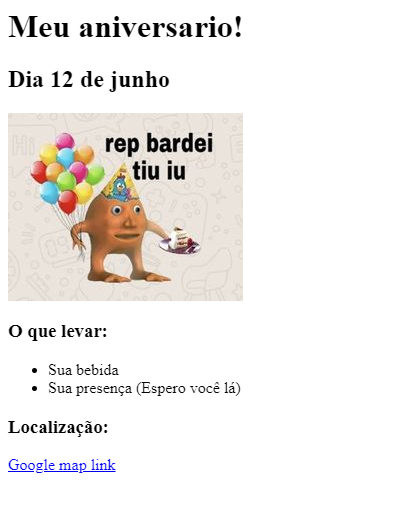 Meu aniversario!
Dia 12 de junho
rep bardei
tiu iu
O que levar:
Sua bebida
Sua presença (Espero você lá)
Localização:
Google map link